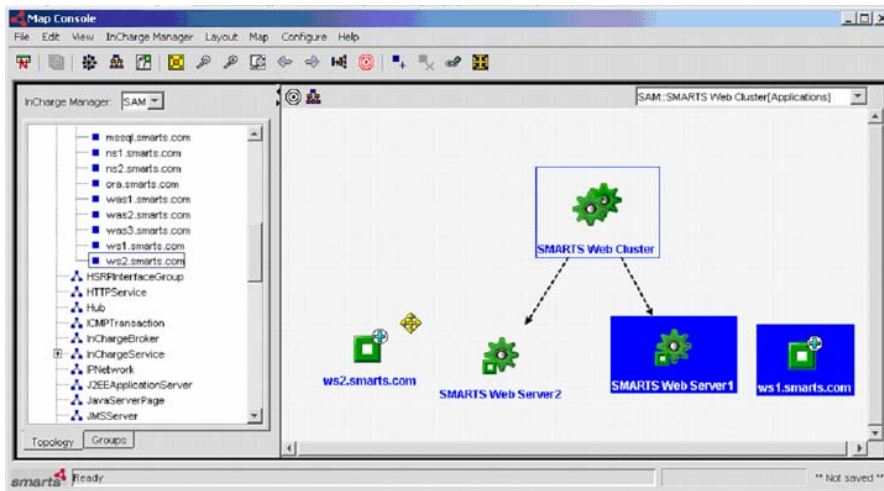 Map Console
File Edit View InCharge Manager Layout Map Configure Help
InCharge Manager: SAM
SAM::SMARTS Web Cluster[Applications]
mssql.smarts.com
ns1.smarts.com
ns2.smarts.com
ora.smarts.com
was1.smarts.com
was2.smarts.com
was3.smarts.com
ws1.smarts.com
ws2.smarts.com
HSRPInterfaceGroup
HTTPService
Hub
ICMPTransaction
InChargeBroker
InChargeService
IPNetwork
J2EEApplicationServer
JavaServerPage
JMSServer
Topology Groups
SMARTS Web Cluster
ws2.smarts.com
SMARTS Web Server2
SMARTS Web Server1
ws1.smarts.com
smarts Ready ** Not saved **